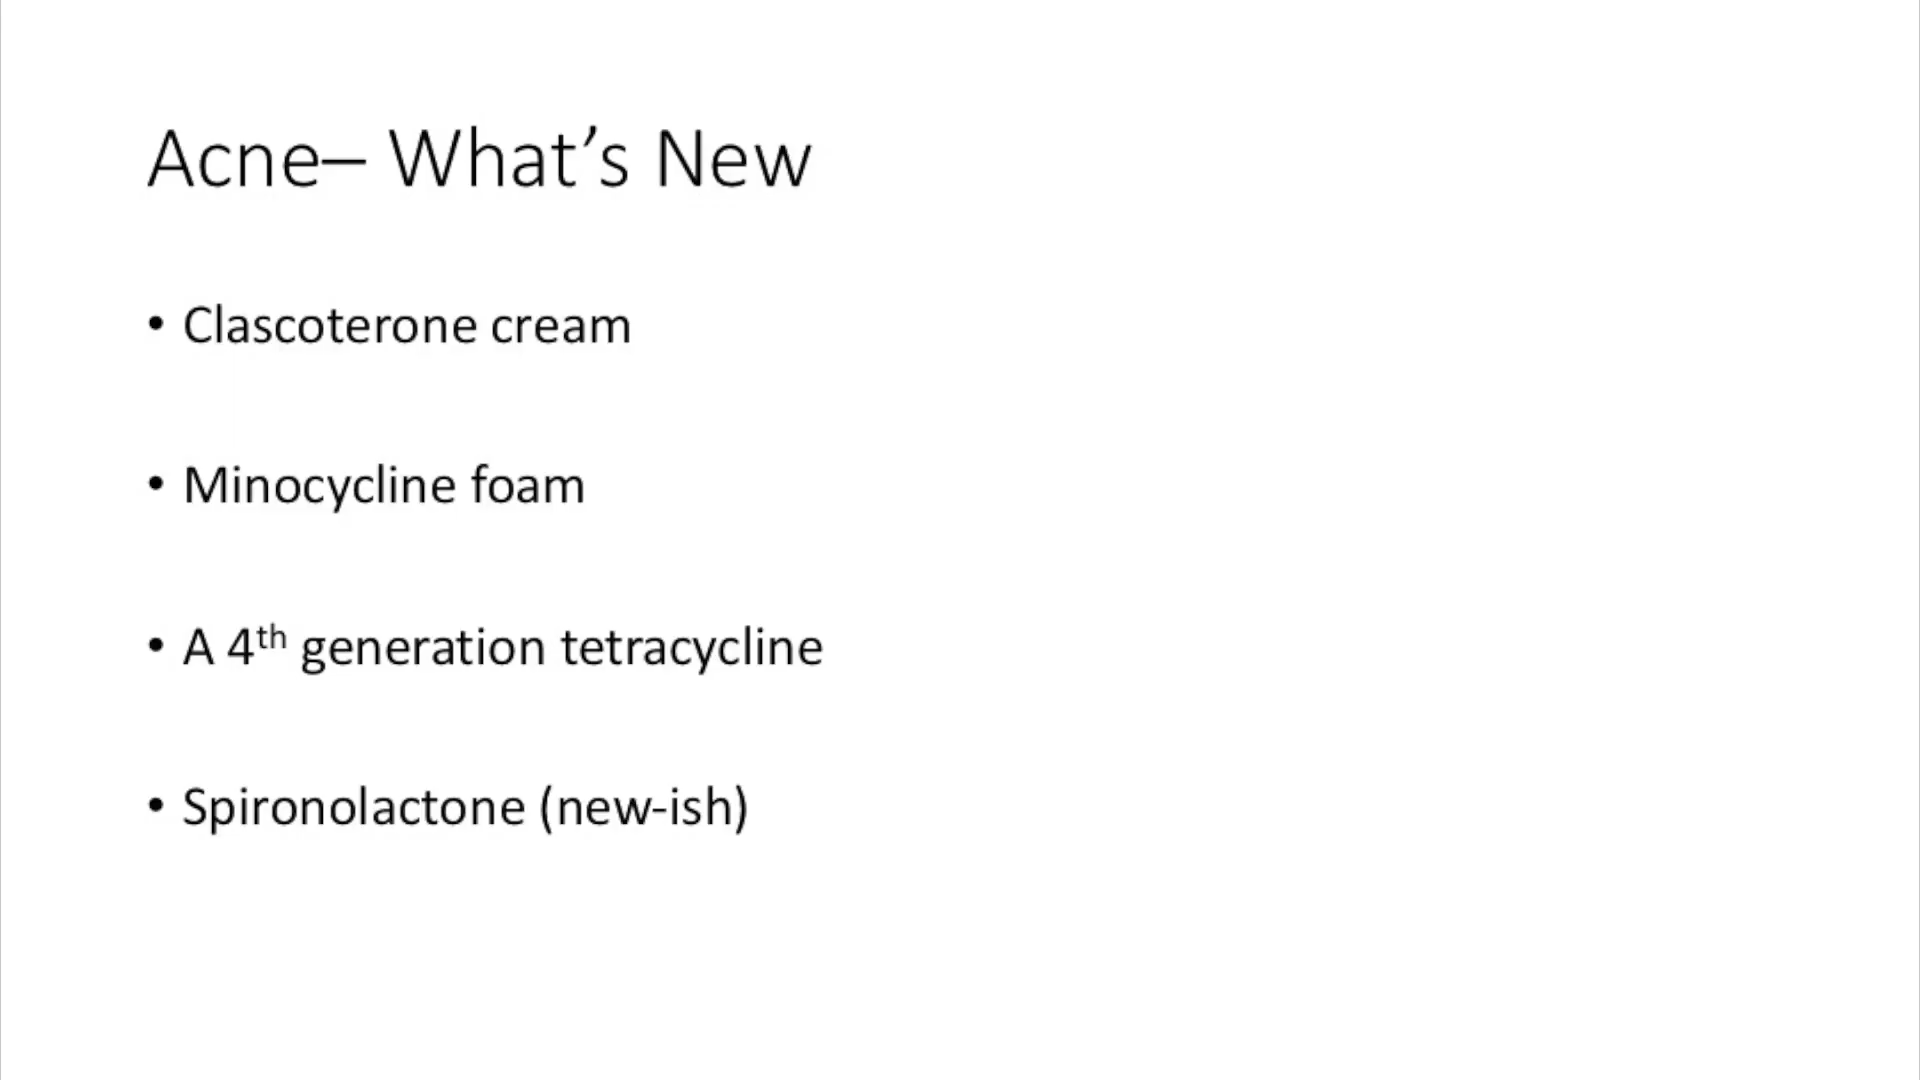 Acne– What’s New
• Clascoterone cream
• Minocycline foam
• A 4th generation tetracycline
• Spironolactone (new-ish)